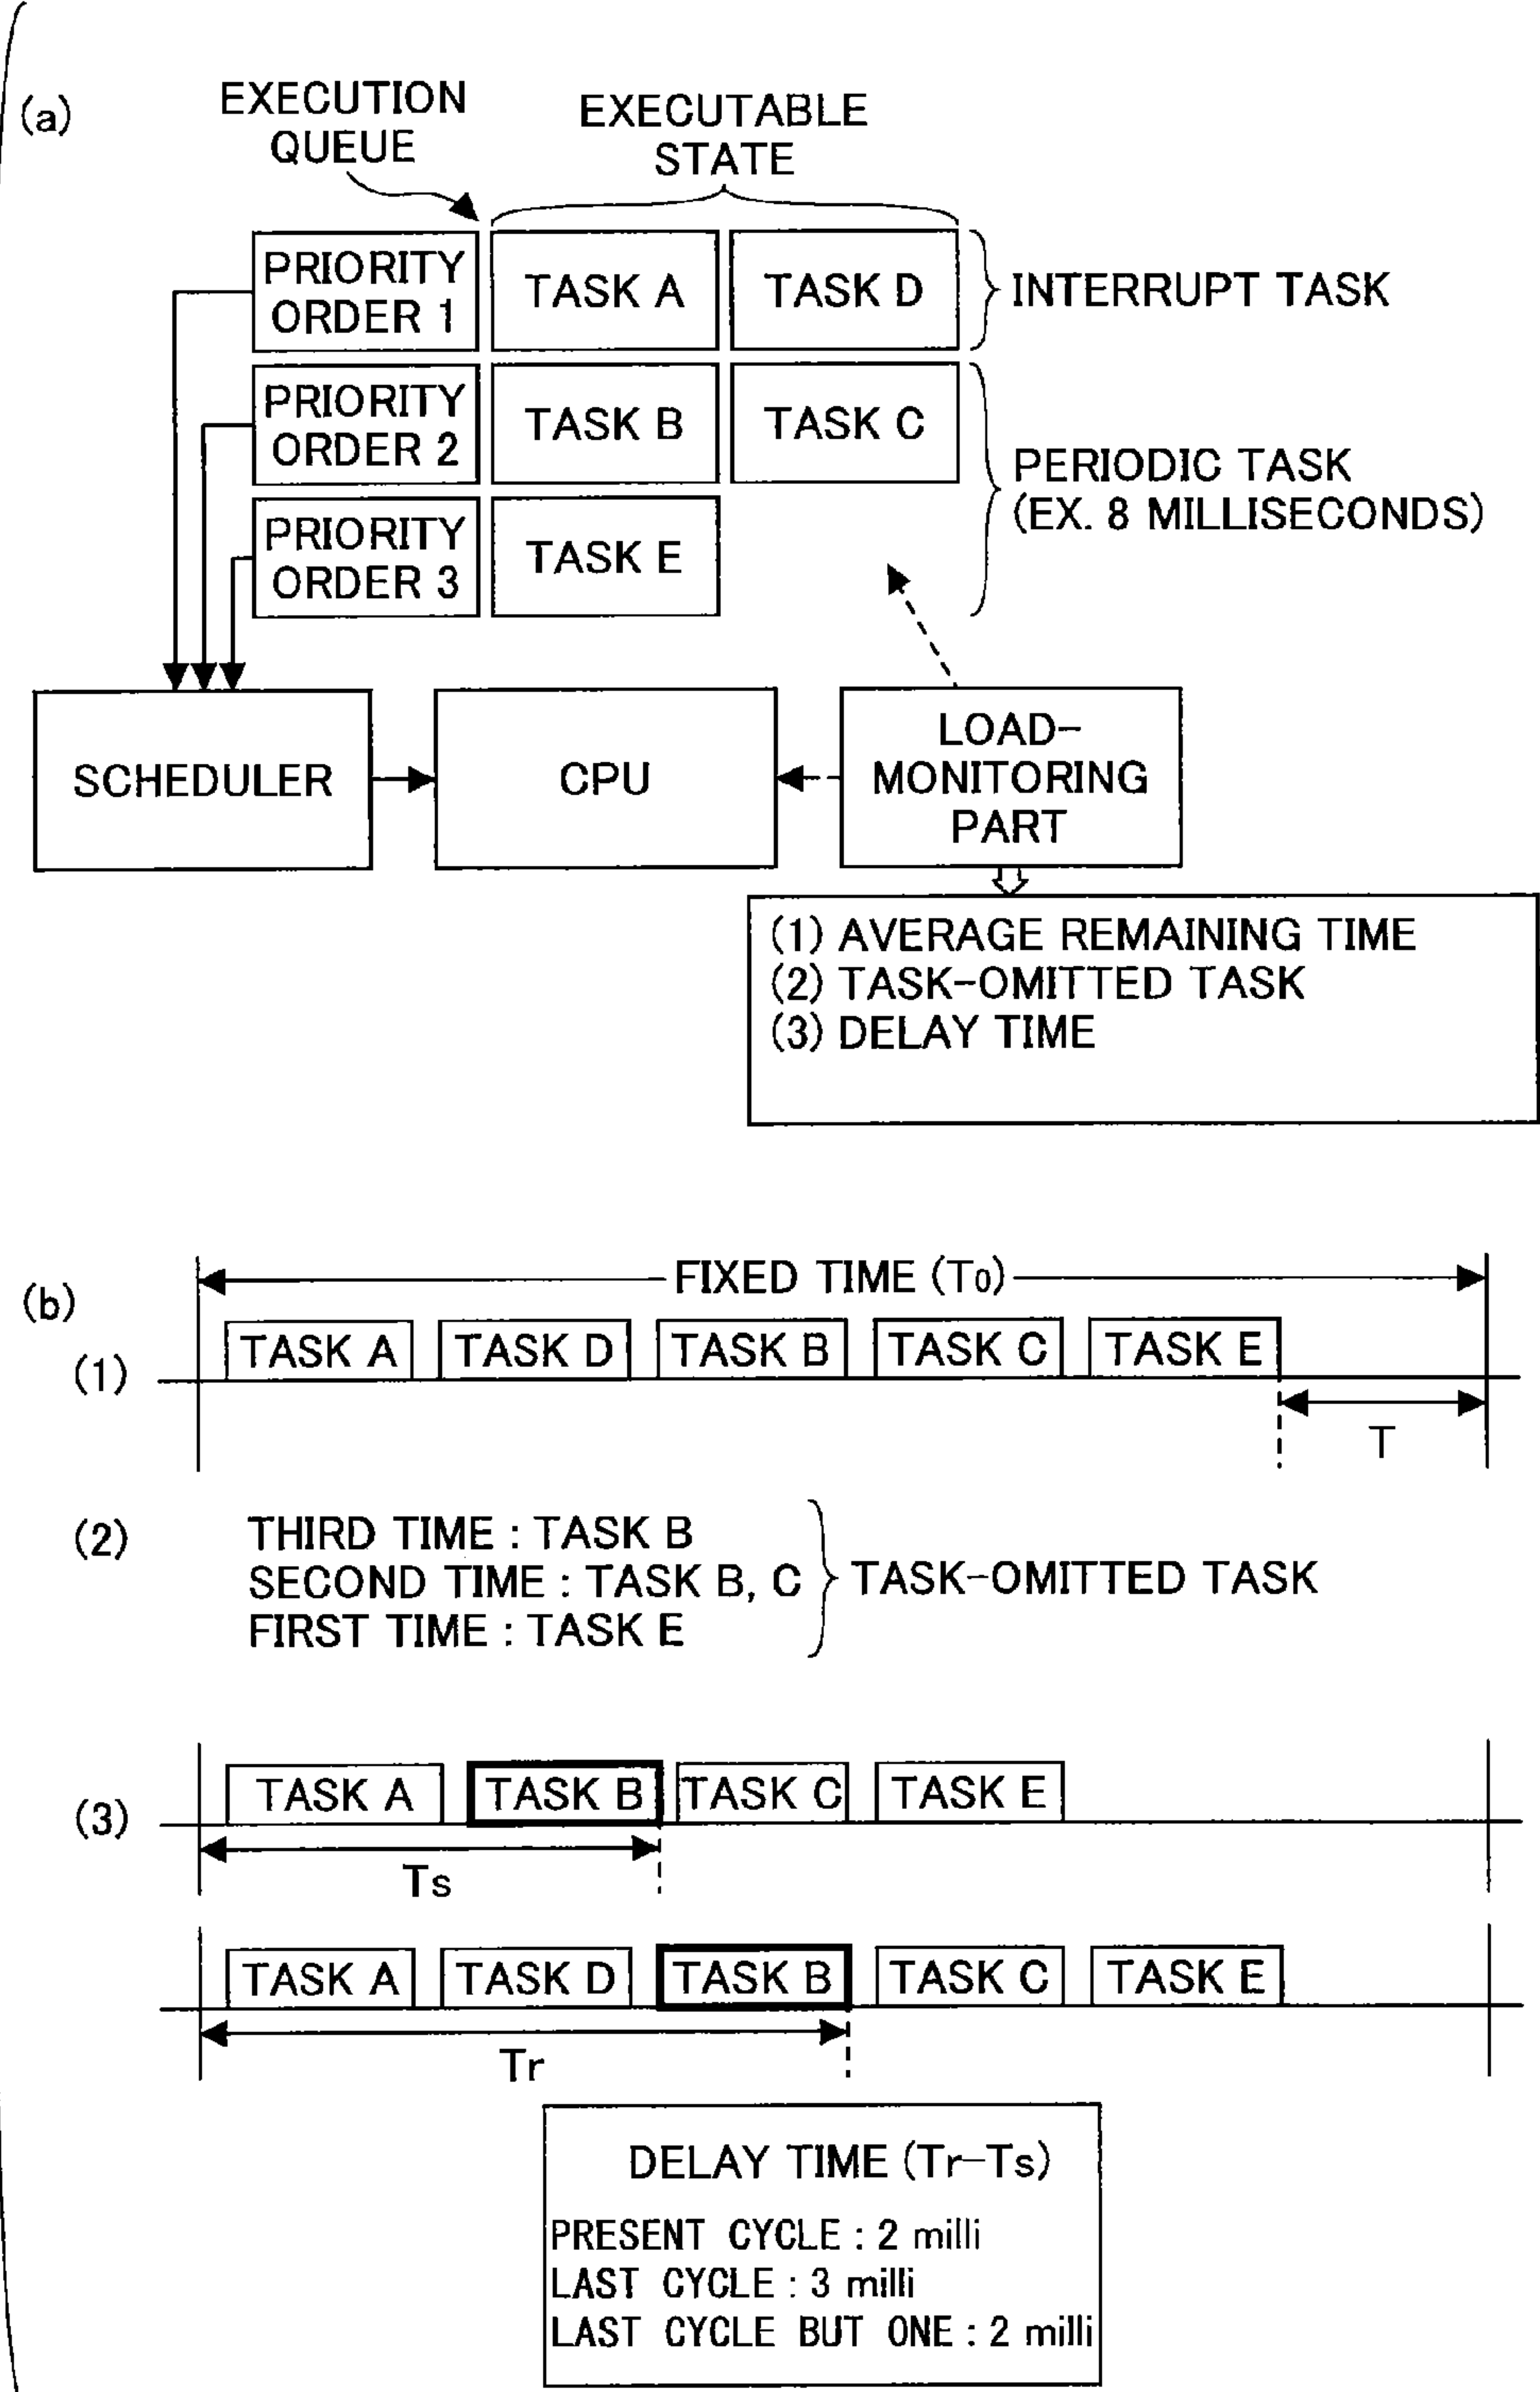 (a)
EXECUTION
QUEUE
EXECUTABLE
STATE
PRIORITY
ORDER 1
TASK A
TASK D
INTERRUPT TASK
PRIORITY
ORDER 2
TASK B
TASK C
PERIODIC TASK
(EX. 8 MILLISECONDS)
PRIORITY
ORDER 3
TASK E
SCHEDULER
CPU
LOAD-
MONITORING
PART
(1) AVERAGE REMAINING TIME
(2) TASK-OMITTED TASK
(3) DELAY TIME
(b)
FIXED TIME (T0)
(1)
TASK A
TASK D
TASK B
TASK C
TASK E
T
(2)
THIRD TIME : TASK B
SECOND TIME : TASK B, C
FIRST TIME : TASK E
TASK-OMITTED TASK
(3)
TASK A
TASK B
TASK C
TASK E
Ts
TASK A
TASK D
TASK B
TASK C
TASK E
Tr
DELAY TIME (Tr-Ts)
PRESENT CYCLE : 2 milli
LAST CYCLE : 3 milli
LAST CYCLE BUT ONE : 2 milli